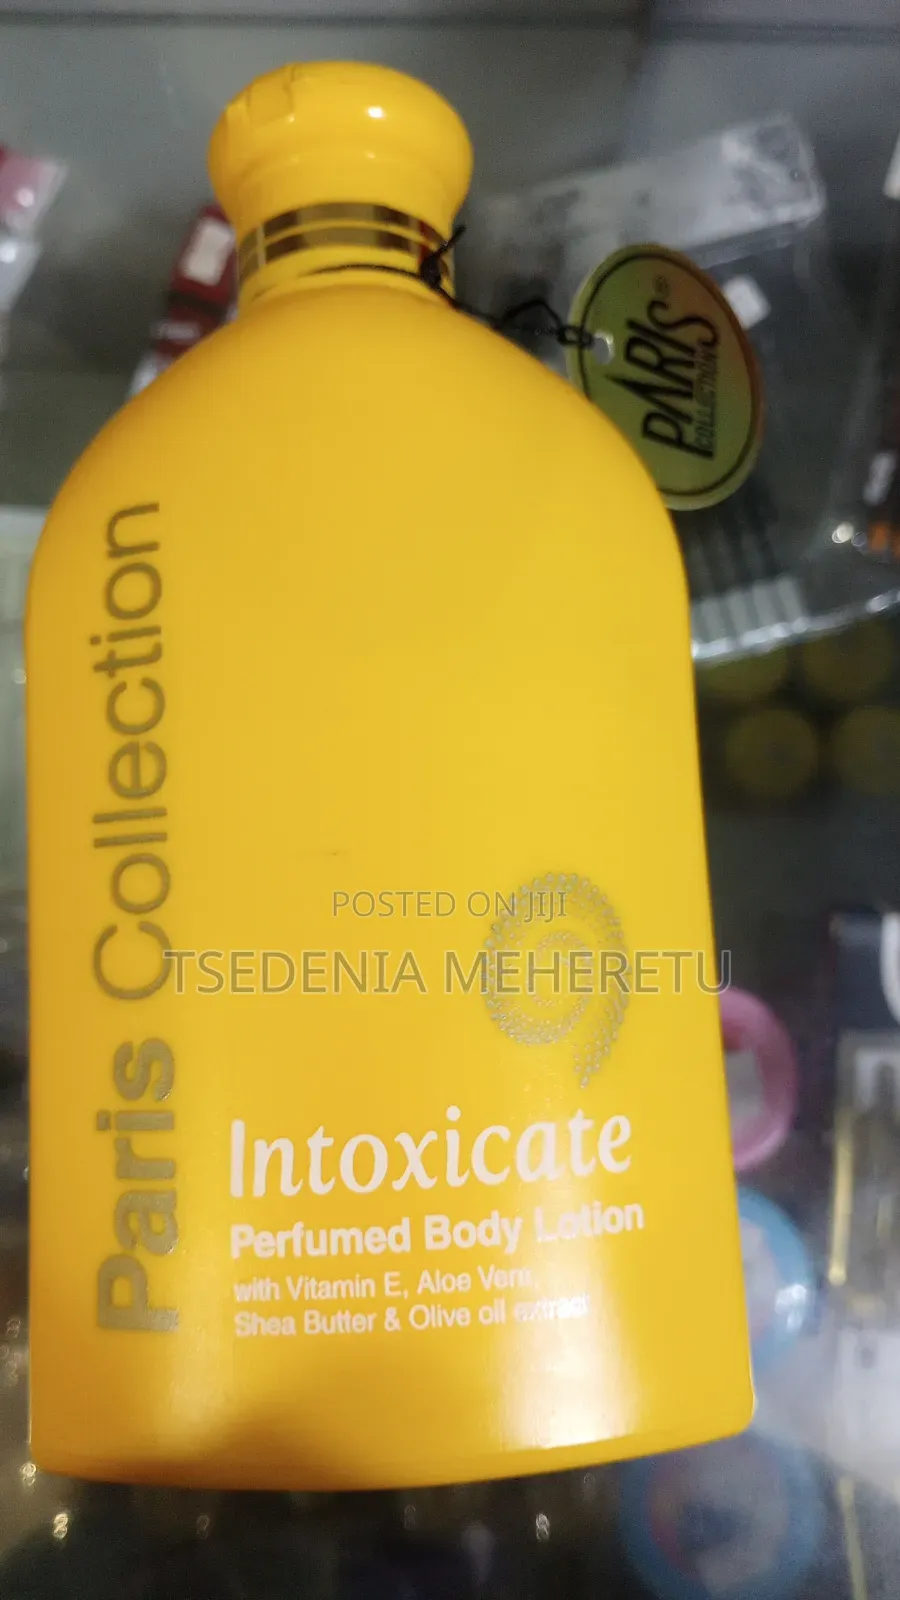 PARIS
COLLECTION
Paris Collection
POSTED ON JIJI
TSEDENIA MEHERETU
Intoxicate
Perfumed Body Lotion
with Vitamin E, Aloe Vera,
Shea Butter & Olive oil extract